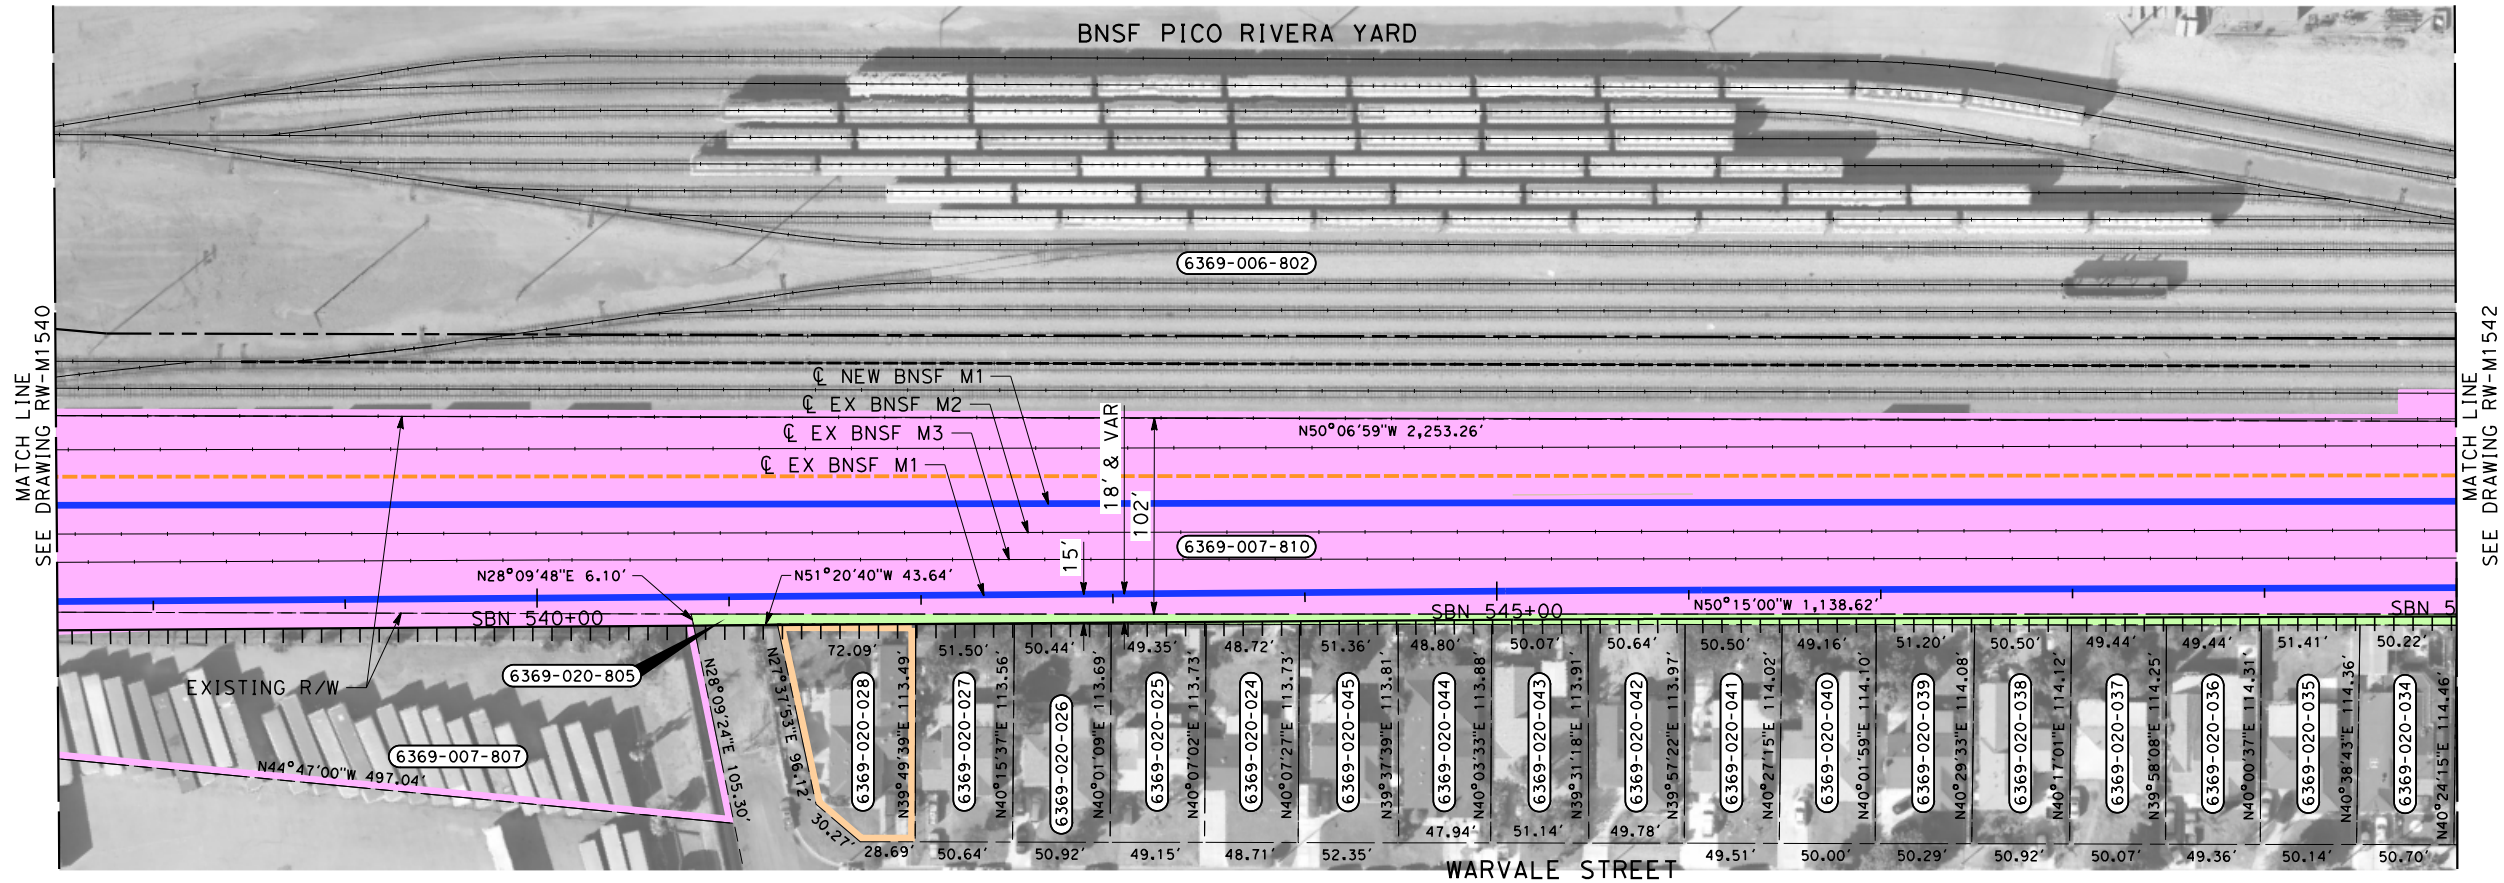 BNSF PICO RIVERA YARD
6369-006-802
MATCH LINE
SEE DRAWING RW-M1540
MATCH LINE
SEE DRAWING RW-M1542
℄ NEW BNSF M1
℄ EX BNSF M2
℄ EX BNSF M3
℄ EX BNSF M1
18' & VAR
102'
15'
N50°06'59"W 2,253.26'
6369-007-810
N28°09'48"E 6.10'
N51°20'40"W 43.64'
SBN 540+00
SBN 545+00
N50°15'00"W 1,138.62'
SBN 5
EXISTING R/W
6369-020-805
6369-007-807
N44°47'00"W 497.04'
N28°09'24"E 105.30'
N27°37'53"E 96.12'
30.27'
72.09'
6369-020-028
N39°49'39"E 113.49'
28.69'
51.50'
6369-020-027
N40°15'37"E 113.56'
50.64'
50.44'
6369-020-026
N40°01'09"E 113.69'
50.92'
49.35'
6369-020-025
N40°07'02"E 113.73'
49.15'
48.72'
6369-020-024
N40°07'27"E 113.73'
48.71'
51.36'
6369-020-045
N39°37'39"E 113.81'
52.35'
48.80'
6369-020-044
N40°03'33"E 113.88'
47.94'
50.07'
6369-020-043
N39°31'18"E 113.91'
51.14'
50.64'
6369-020-042
N39°57'22"E 113.97'
49.78'
50.50'
6369-020-041
N40°27'15"E 114.02'
49.51'
49.16'
6369-020-040
N40°01'59"E 114.10'
50.00'
51.20'
6369-020-039
N40°29'33"E 114.08'
50.29'
50.50'
6369-020-038
N40°17'01"E 114.12'
50.92'
49.44'
6369-020-037
N39°58'08"E 114.25'
50.07'
49.44'
6369-020-036
N40°00'37"E 114.31'
49.36'
51.41'
6369-020-035
N40°38'43"E 114.36'
50.14'
50.22'
6369-020-034
N40°24'15"E 114.46'
50.70'
WARVALE STREET